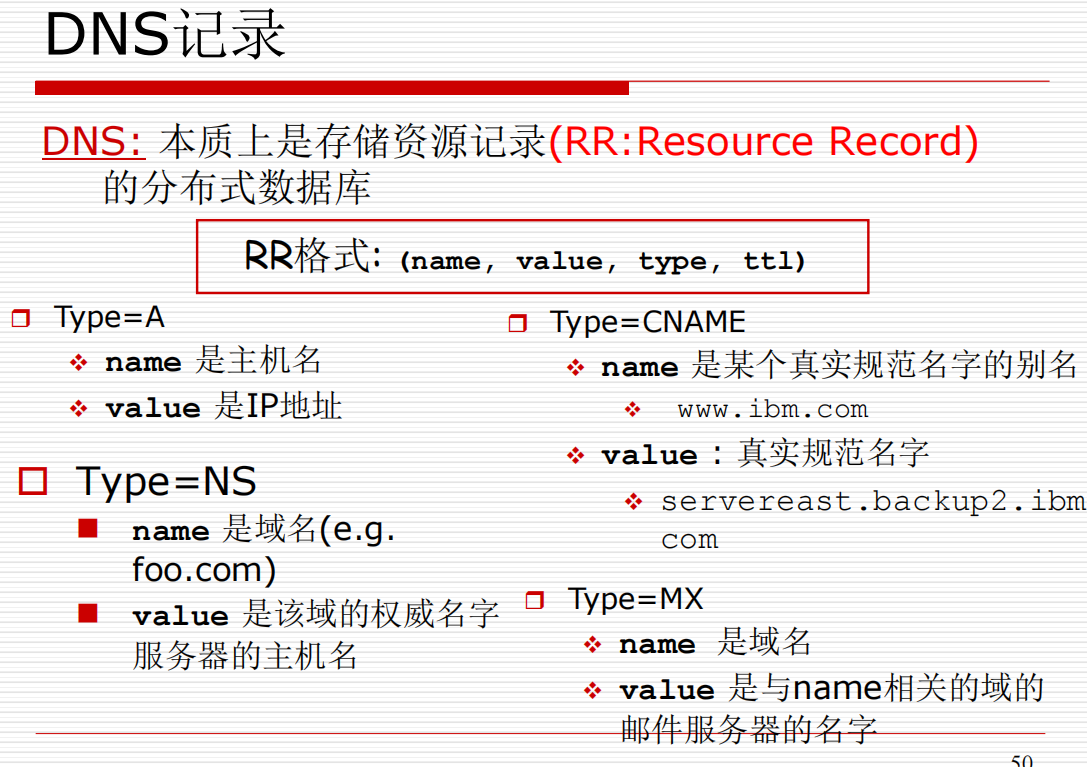 DNS记录
DNS: 本质上是存储资源记录(RR:Resource Record)
的分布式数据库
RR格式: (name, value, type, ttl)
Type=A
name 是主机名
value 是IP地址
Type=NS
name 是域名(e.g.
foo.com)
value 是该域的权威名字
服务器的主机名
Type=CNAME
name 是某个真实规范名字的别名
www.ibm.com
value：真实规范名字
servereast.backup2.ibm
com
Type=MX
name 是域名
value 是与name相关的域的
邮件服务器的名字
50